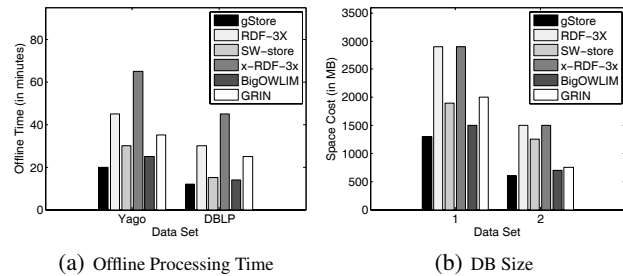 80
60
40
20
0
Offline Time (in minutes)
gStore
RDF-3X
SW-store
x-RDF-3x
BigOWLIM
GRIN
Yago
DBLP
Data Set
(a) Offline Processing Time
3500
3000
2500
2000
1500
1000
500
0
Space Cost (in MB)
gStore
RDF-3X
SW-store
x-RDF-3x
BigOWLIM
GRIN
1
2
Data Set
(b) DB Size